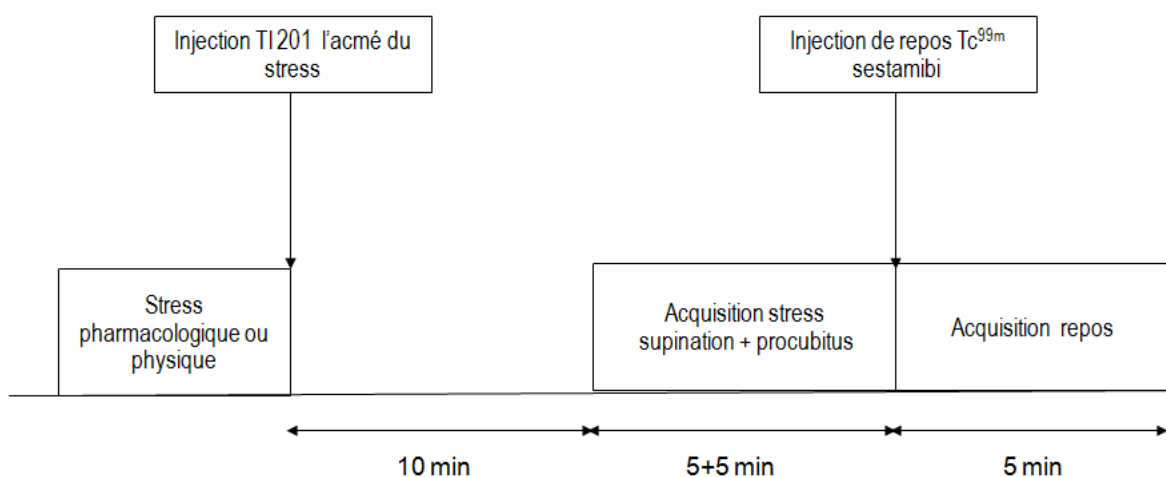 Injection Tl 201 l'acmé du
stress
Injection de repos Tc99m
sestamibi
Stress
pharmacologique ou
physique
Acquisition stress
supination + procubitus
Acquisition repos
10 min
5+5 min
5 min